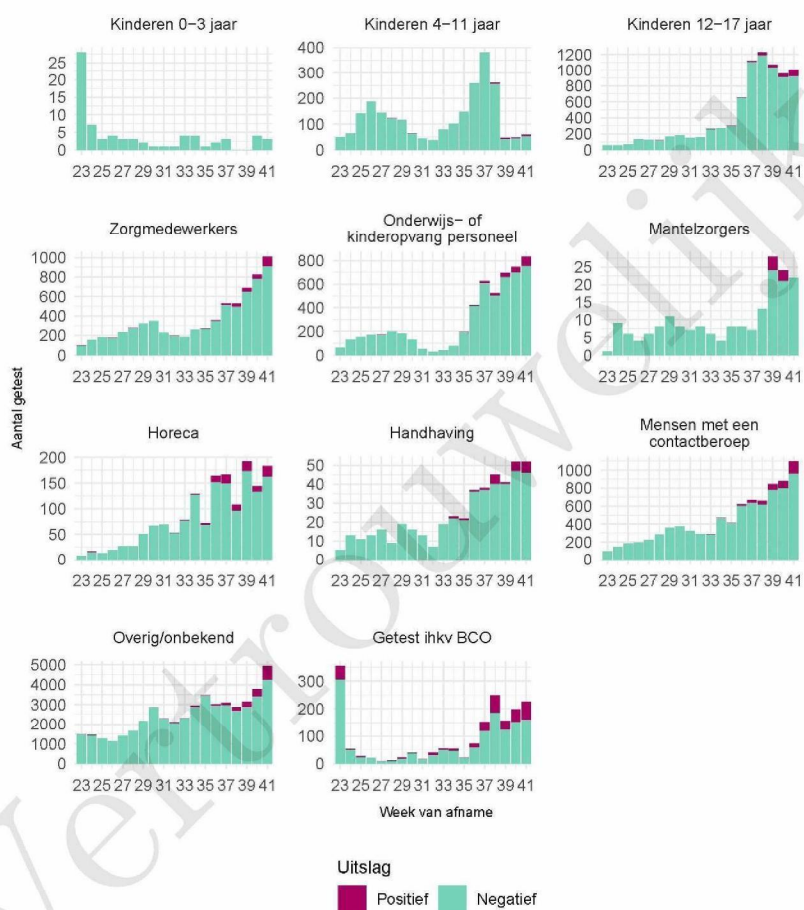 Kinderen 0−3 jaar
25
20
15
10
5
0
23 25 27 29 31 33 35 37 39 41
Kinderen 4−11 jaar
400
300
200
100
0
23 25 27 29 31 33 35 37 39 41
Kinderen 12−17 jaar
1200
1000
800
600
400
200
0
23 25 27 29 31 33 35 37 39 41
Zorgmedewerkers
1000
800
600
400
200
0
23 25 27 29 31 33 35 37 39 41
Onderwijs− of
kinderopvang personeel
800
600
400
200
0
23 25 27 29 31 33 35 37 39 41
Mantelzorgers
25
20
15
10
5
0
23 25 27 29 31 33 35 37 39 41
Horeca
200
150
100
50
0
23 25 27 29 31 33 35 37 39 41
Handhaving
50
40
30
20
10
0
23 25 27 29 31 33 35 37 39 41
Mensen met een
contactberoep
1000
800
600
400
200
0
23 25 27 29 31 33 35 37 39 41
Overig/onbekend
5000
4000
3000
2000
1000
0
23 25 27 29 31 33 35 37 39 41
Getest ihkv BCO
300
200
100
0
23 25 27 29 31 33 35 37 39 41
Aantal getest
Week van afname
Uitslag
Positief Negatief
Vertrouwelijk